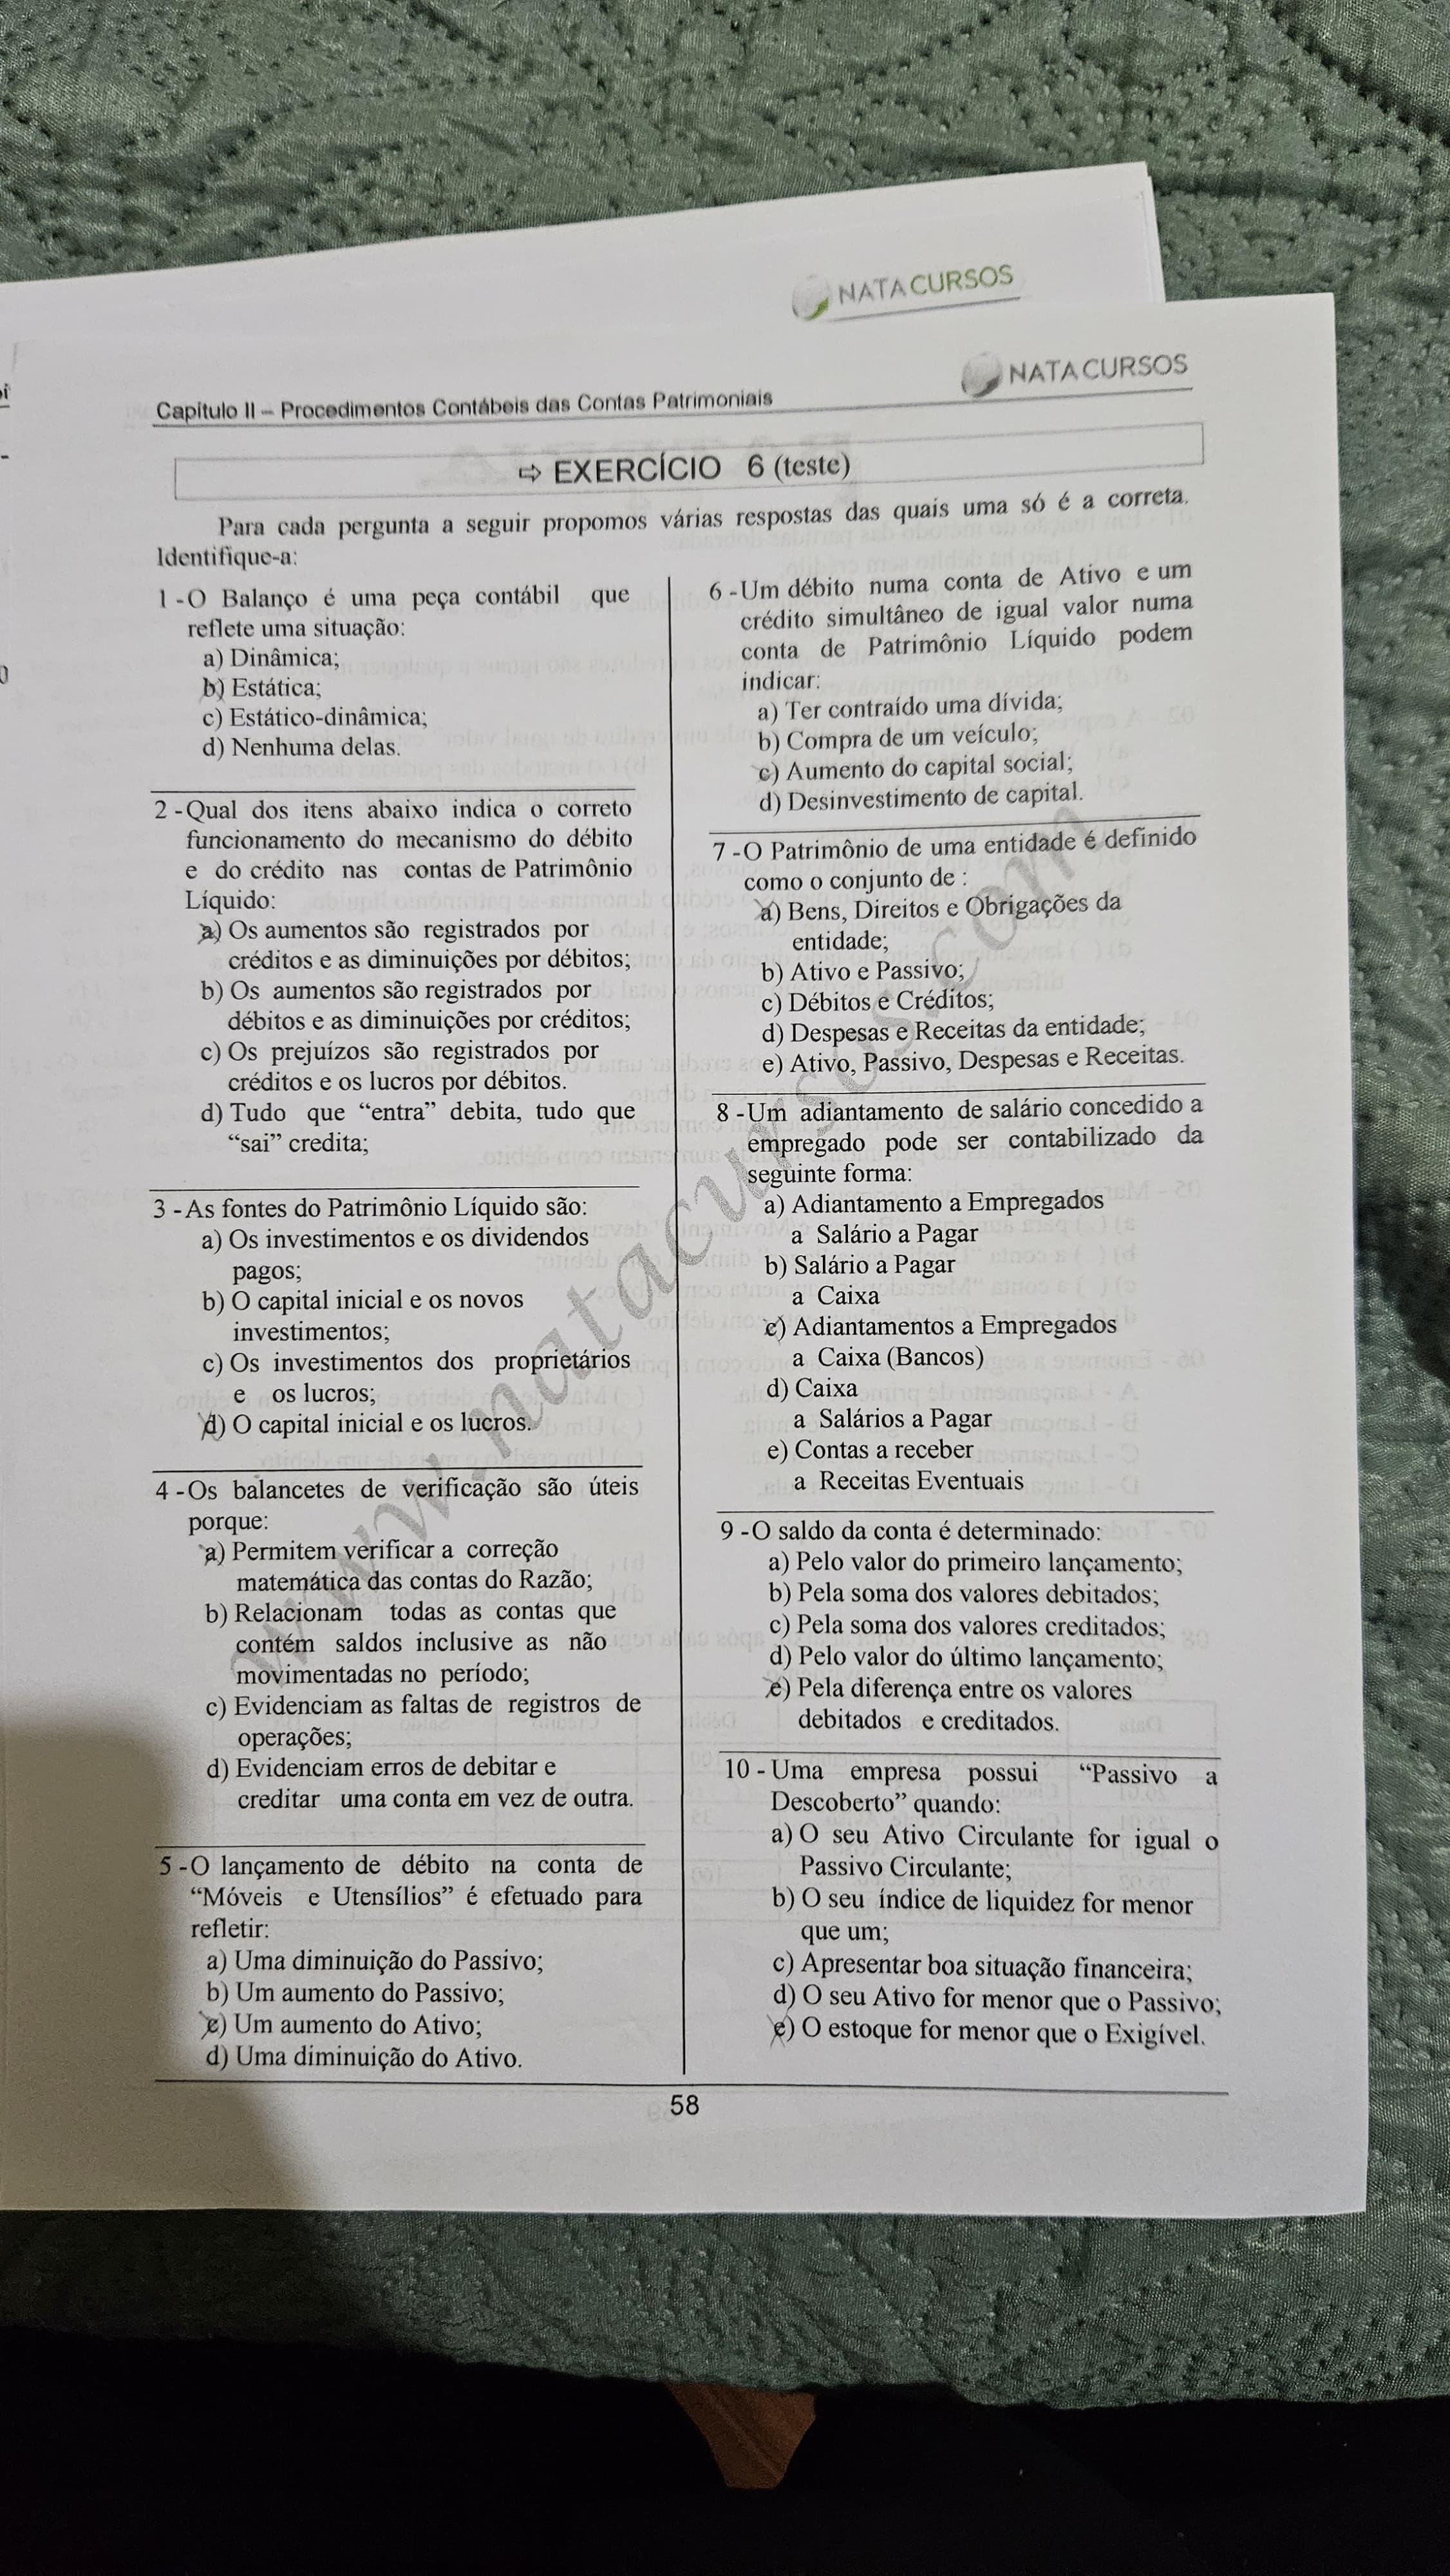 NATA CURSOS
NATA CURSOS
Capítulo II – Procedimentos Contábeis das Contas Patrimoniais
⇨ EXERCÍCIO 6 (teste)
Para cada pergunta a seguir propomos várias respostas das quais uma só é a correta.
Identifique-a:
1 -O Balanço é uma peça contábil que
reflete uma situação:
a) Dinâmica;
b) Estática;
c) Estático-dinâmica;
d) Nenhuma delas.
2 -Qual dos itens abaixo indica o correto
funcionamento do mecanismo do débito
e do crédito nas contas de Patrimônio
Líquido:
a) Os aumentos são registrados por
créditos e as diminuições por débitos;
b) Os aumentos são registrados por
débitos e as diminuições por créditos;
c) Os prejuízos são registrados por
créditos e os lucros por débitos.
d) Tudo que “entra” debita, tudo que
“sai” credita;
3 -As fontes do Patrimônio Líquido são:
a) Os investimentos e os dividendos
pagos;
b) O capital inicial e os novos
investimentos;
c) Os investimentos dos proprietários
e os lucros;
d) O capital inicial e os lucros.
4 -Os balancetes de verificação são úteis
porque:
a) Permitem verificar a correção
matemática das contas do Razão;
b) Relacionam todas as contas que
contém saldos inclusive as não
movimentadas no período;
c) Evidenciam as faltas de registros de
operações;
d) Evidenciam erros de debitar e
creditar uma conta em vez de outra.
5 -O lançamento de débito na conta de
“Móveis e Utensílios” é efetuado para
refletir:
a) Uma diminuição do Passivo;
b) Um aumento do Passivo;
c) Um aumento do Ativo;
d) Uma diminuição do Ativo.
6 -Um débito numa conta de Ativo e um
crédito simultâneo de igual valor numa
conta de Patrimônio Líquido podem
indicar:
a) Ter contraído uma dívida;
b) Compra de um veículo;
c) Aumento do capital social;
d) Desinvestimento de capital.
7 -O Patrimônio de uma entidade é definido
como o conjunto de :
a) Bens, Direitos e Obrigações da
entidade;
b) Ativo e Passivo;
c) Débitos e Créditos;
d) Despesas e Receitas da entidade;
e) Ativo, Passivo, Despesas e Receitas.
8 -Um adiantamento de salário concedido a
empregado pode ser contabilizado da
seguinte forma:
a) Adiantamento a Empregados
a Salário a Pagar
b) Salário a Pagar
a Caixa
c) Adiantamentos a Empregados
a Caixa (Bancos)
d) Caixa
a Salários a Pagar
e) Contas a receber
a Receitas Eventuais
9 -O saldo da conta é determinado:
a) Pelo valor do primeiro lançamento;
b) Pela soma dos valores debitados;
c) Pela soma dos valores creditados;
d) Pelo valor do último lançamento;
e) Pela diferença entre os valores
debitados e creditados.
10 - Uma empresa possui “Passivo a
Descoberto” quando:
a) O seu Ativo Circulante for igual o
Passivo Circulante;
b) O seu índice de liquidez for menor
que um;
c) Apresentar boa situação financeira;
d) O seu Ativo for menor que o Passivo;
e) O estoque for menor que o Exigível.
www.natacursos.com
58